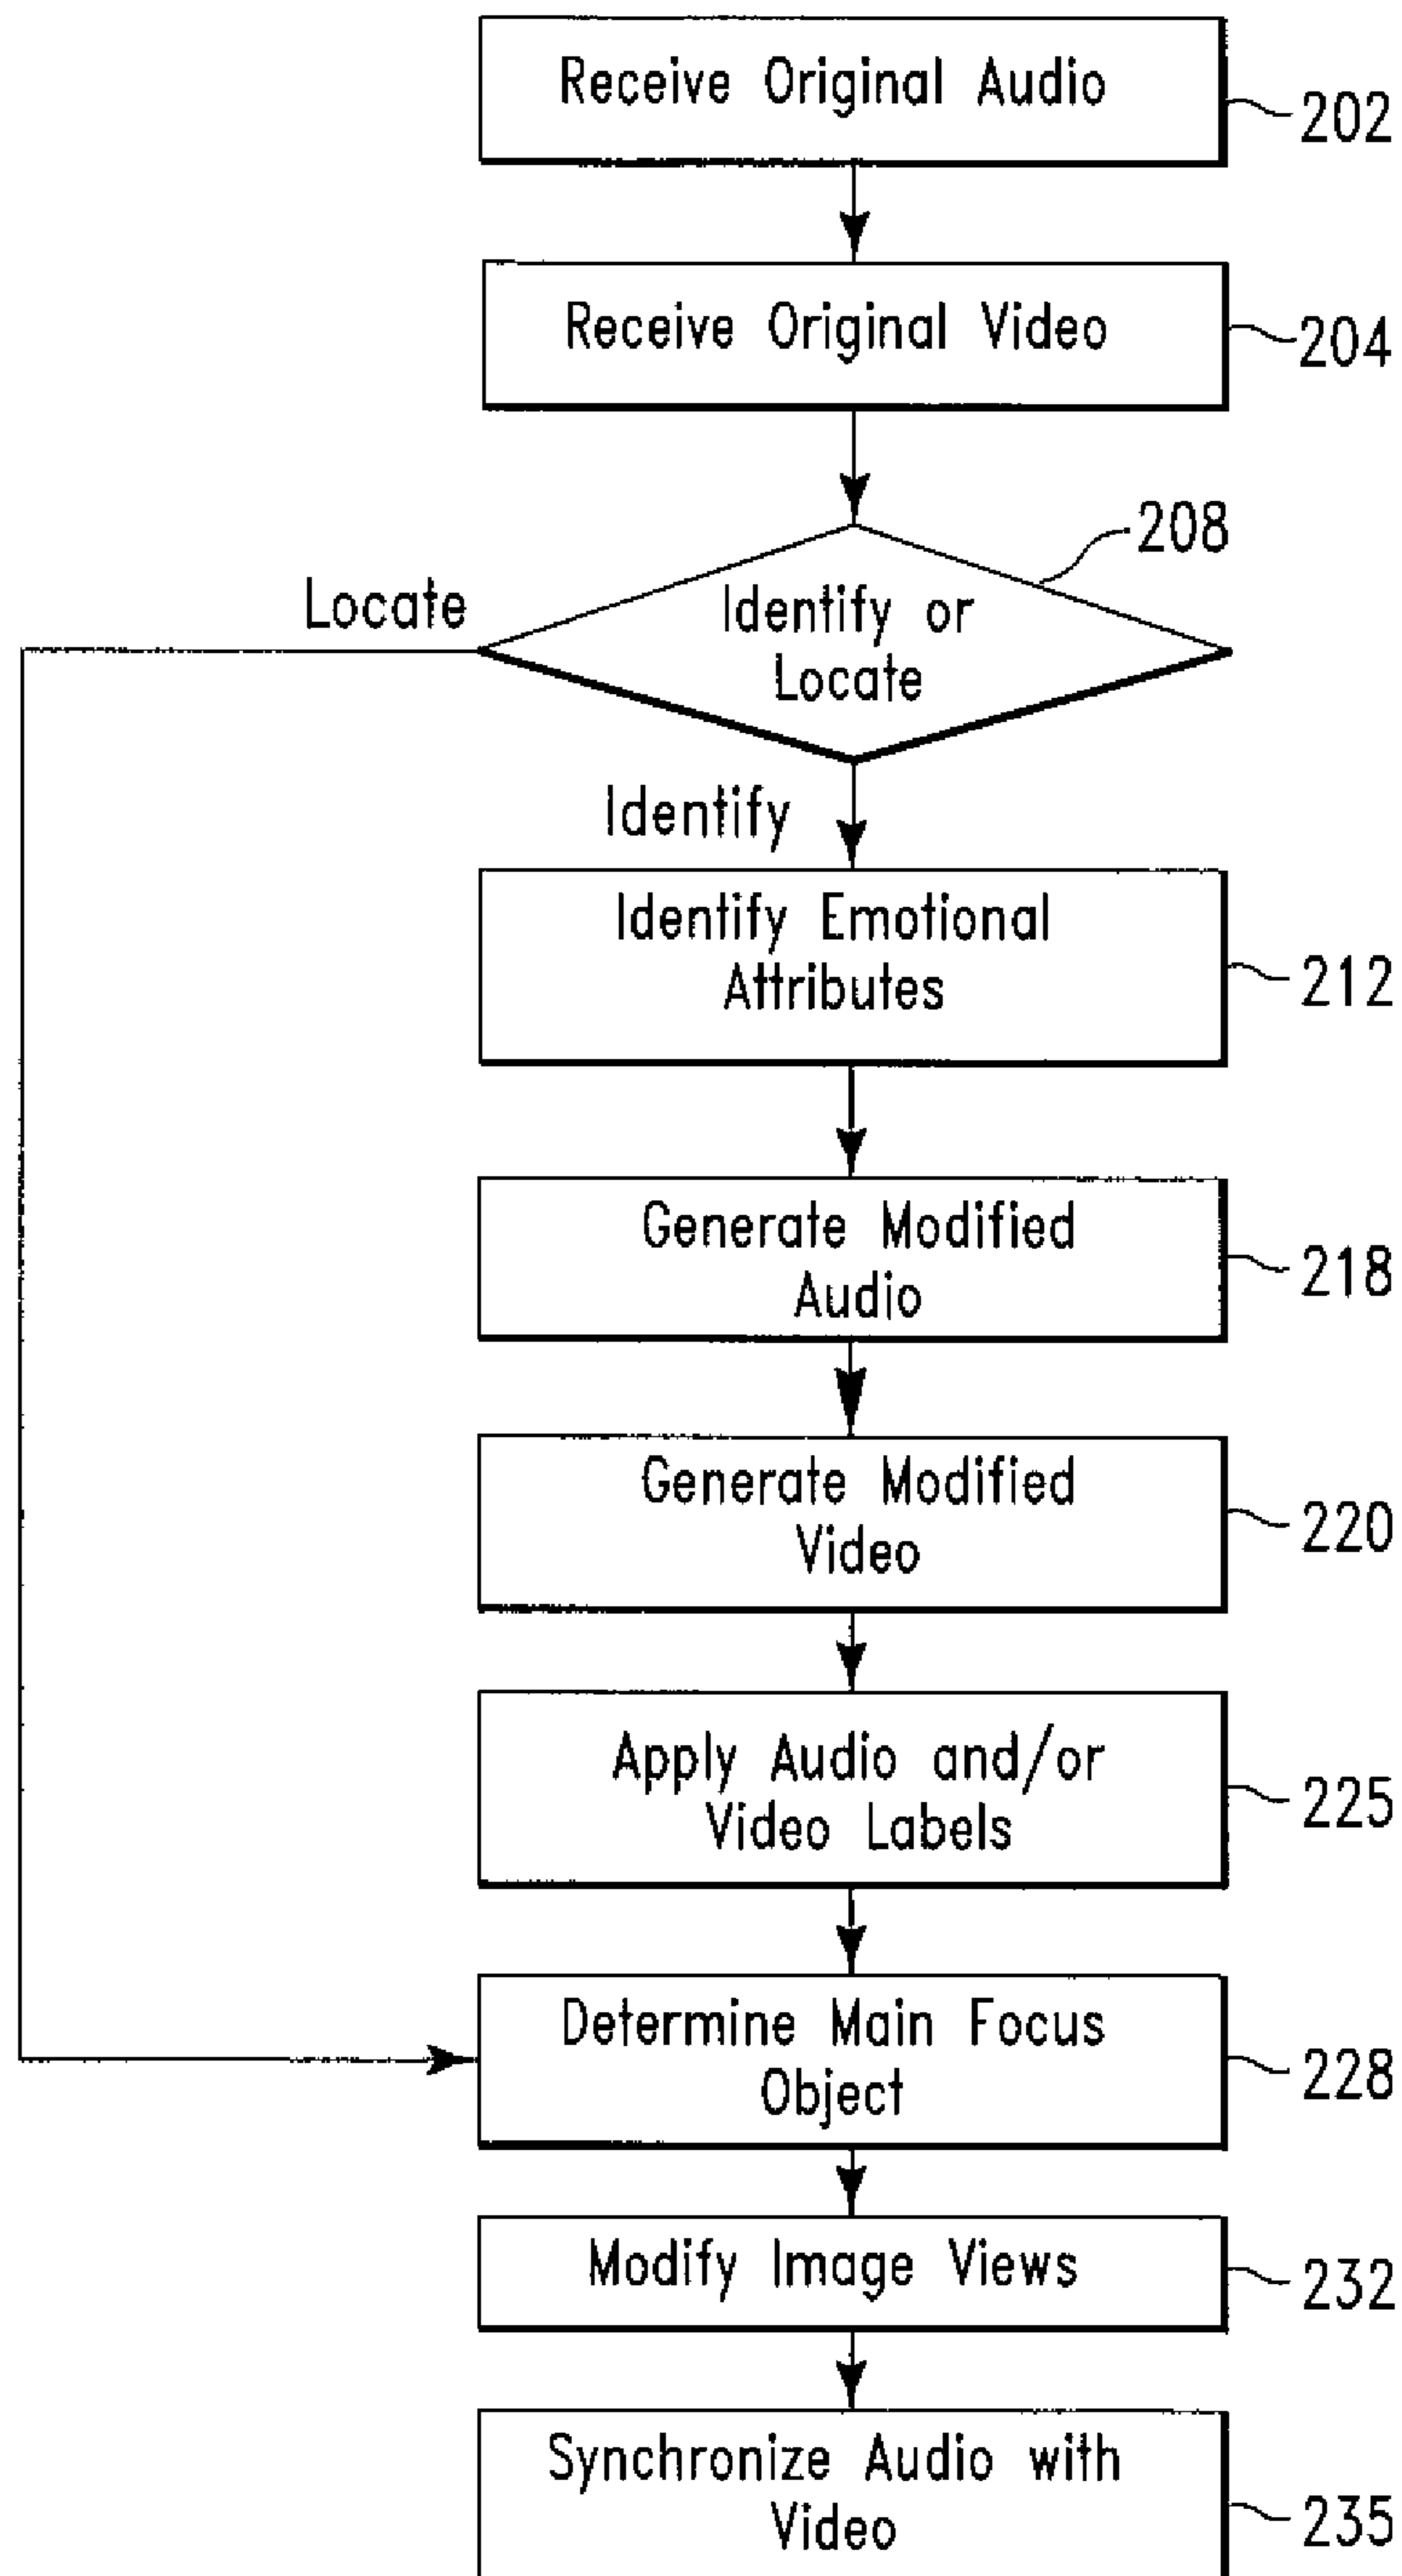 Receive Original Audio
202
Receive Original Video
204
208
Locate
Identify or
Locate
Identify
Identify Emotional
Attributes
212
Generate Modified
Audio
218
Generate Modified
Video
220
Apply Audio and/or
Video Labels
225
Determine Main Focus
Object
228
Modify Image Views
232
Synchronize Audio with
Video
235